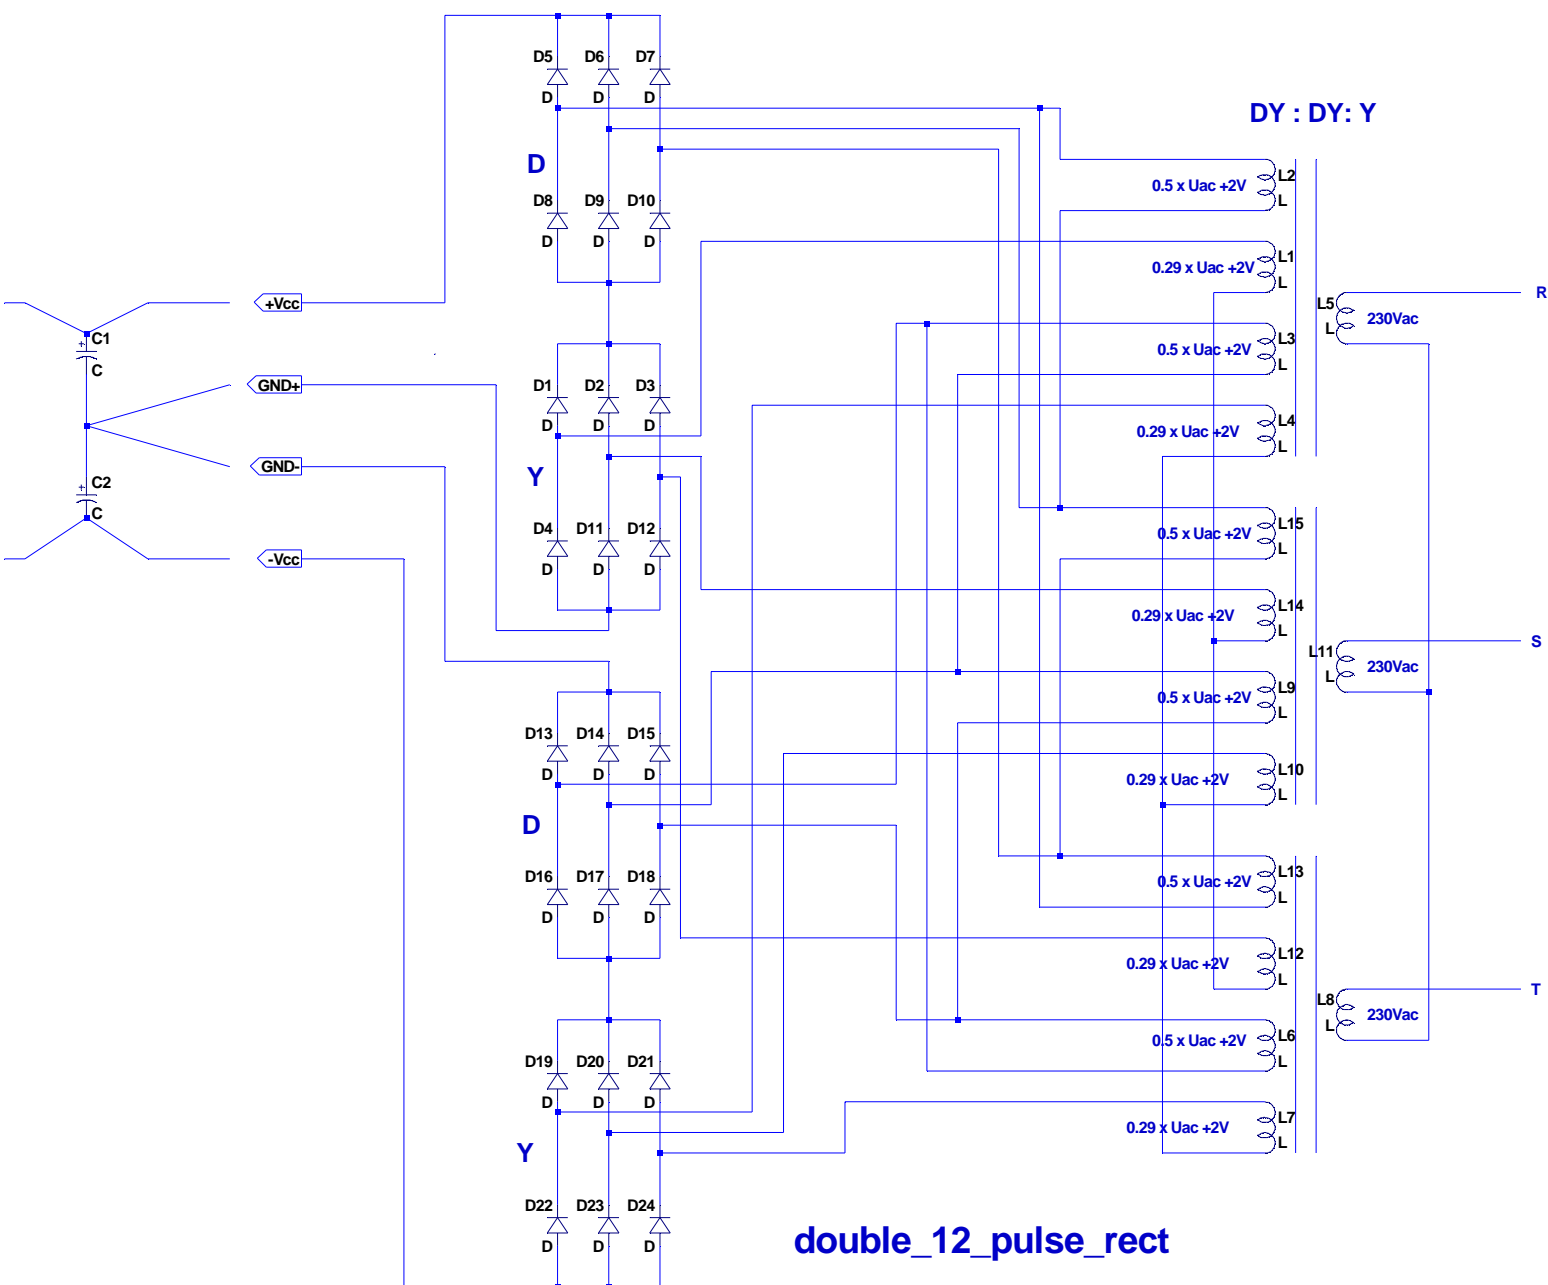 D5 D6 D7
D D D
DY : DY: Y
D
0.5 x Uac +2V L2
L
D8 D9 D10
D D D
0.29 x Uac +2V L1
L
R
+Vcc
L5
230Vac
L
C1
+
C
0.5 x Uac +2V L3
L
GND+
D1 D2 D3
D D D
0.29 x Uac +2V L4
L
GND-
Y
C2
+
C
D4 D11 D12
D D D
0.5 x Uac +2V L15
L
-Vcc
0.29 x Uac +2V L14
L
S
L11
230Vac
L
0.5 x Uac +2V L9
L
D13 D14 D15
D D D
0.29 x Uac +2V L10
L
D
D16 D17 D18
D D D
0.5 x Uac +2V L13
L
0.29 x Uac +2V L12
L
T
L8
230Vac
L
0.5 x Uac +2V L6
L
D19 D20 D21
D D D
0.29 x Uac +2V L7
L
Y
D22 D23 D24
D D D
double_12_pulse_rect